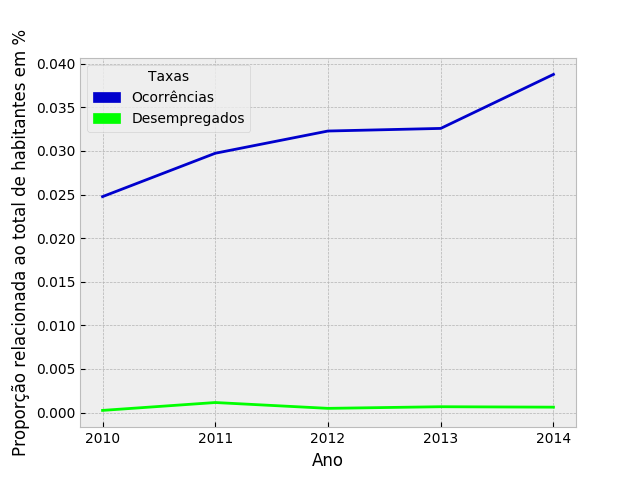 Proporção relacionada ao total de habitantes em %
0.040
0.035
0.030
0.025
0.020
0.015
0.010
0.005
0.000
Taxas
Ocorrências
Desempregados
2010 2011 2012 2013 2014
Ano